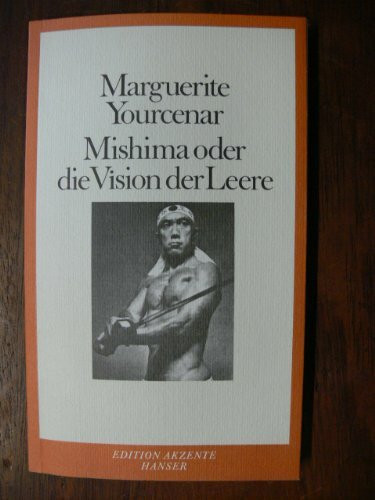 Marguerite
Yourcenar
Mishima oder
die Vision der Leere
EDITION AKZENTE
HANSER